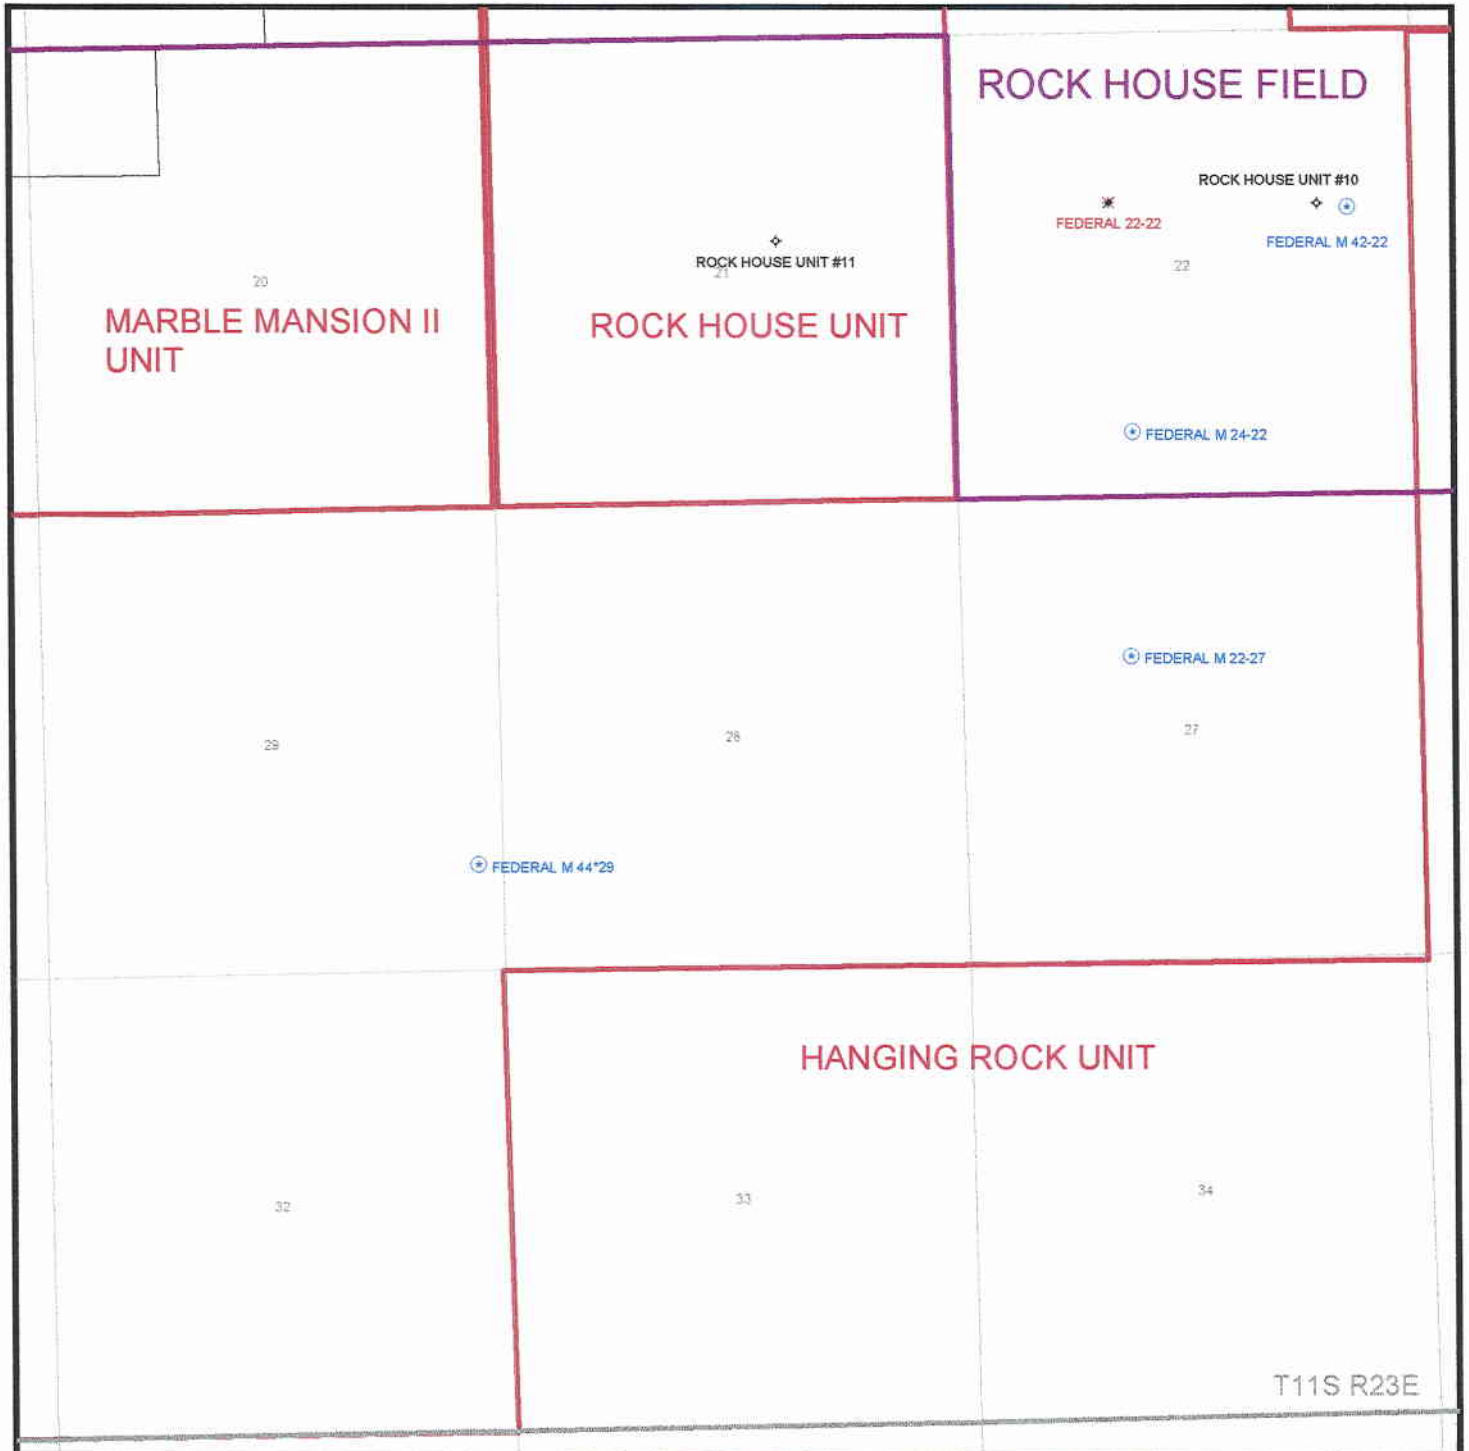 ROCK HOUSE FIELD
ROCK HOUSE UNIT #10
FEDERAL 22-22
FEDERAL M 42-22
22
ROCK HOUSE UNIT #11
21
20
MARBLE MANSION II
UNIT
ROCK HOUSE UNIT
FEDERAL M 24-22
FEDERAL M 22-27
29
28
27
FEDERAL M 44*29
HANGING ROCK UNIT
32
33
34
T11S R23E